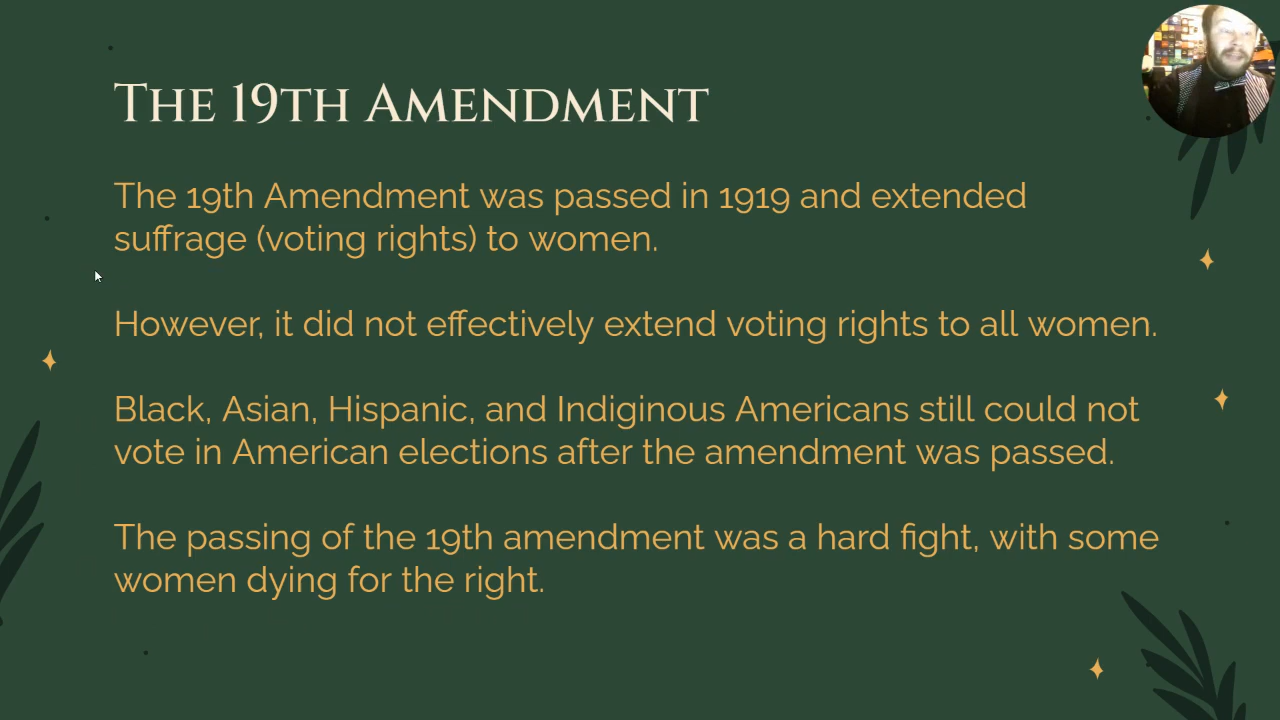 The 19th Amendment
The 19th Amendment was passed in 1919 and extended
suffrage (voting rights) to women.
However, it did not effectively extend voting rights to all women.
Black, Asian, Hispanic, and Indiginous Americans still could not
vote in American elections after the amendment was passed.
The passing of the 19th amendment was a hard fight, with some
women dying for the right.